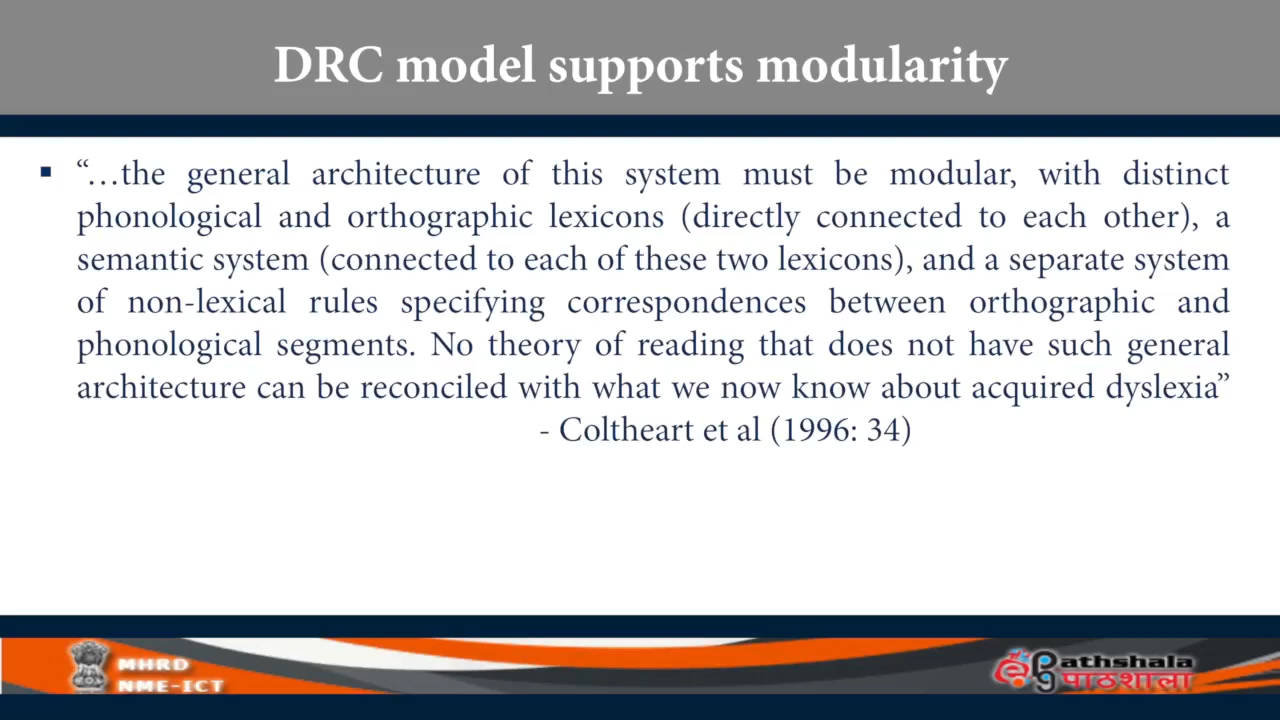 DRC model supports modularity
▪ “…the general architecture of this system must be modular, with distinct
phonological and orthographic lexicons (directly connected to each other), a
semantic system (connected to each of these two lexicons), and a separate system
of non-lexical rules specifying correspondences between orthographic and
phonological segments. No theory of reading that does not have such general
architecture can be reconciled with what we now know about acquired dyslexia”
- Coltheart et al (1996: 34)
MHRD
NME-ICT
athshala
पाठशाला